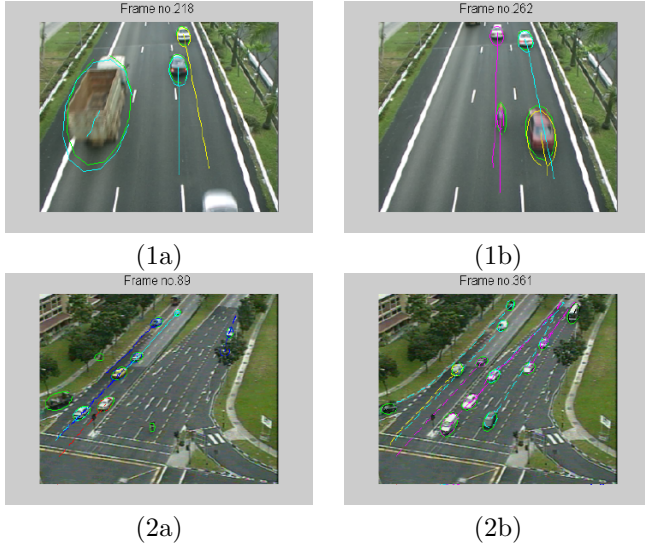 Frame no.218
Frame no.262
(1a)
(1b)
Frame no.89
Frame no.361
(2a)
(2b)